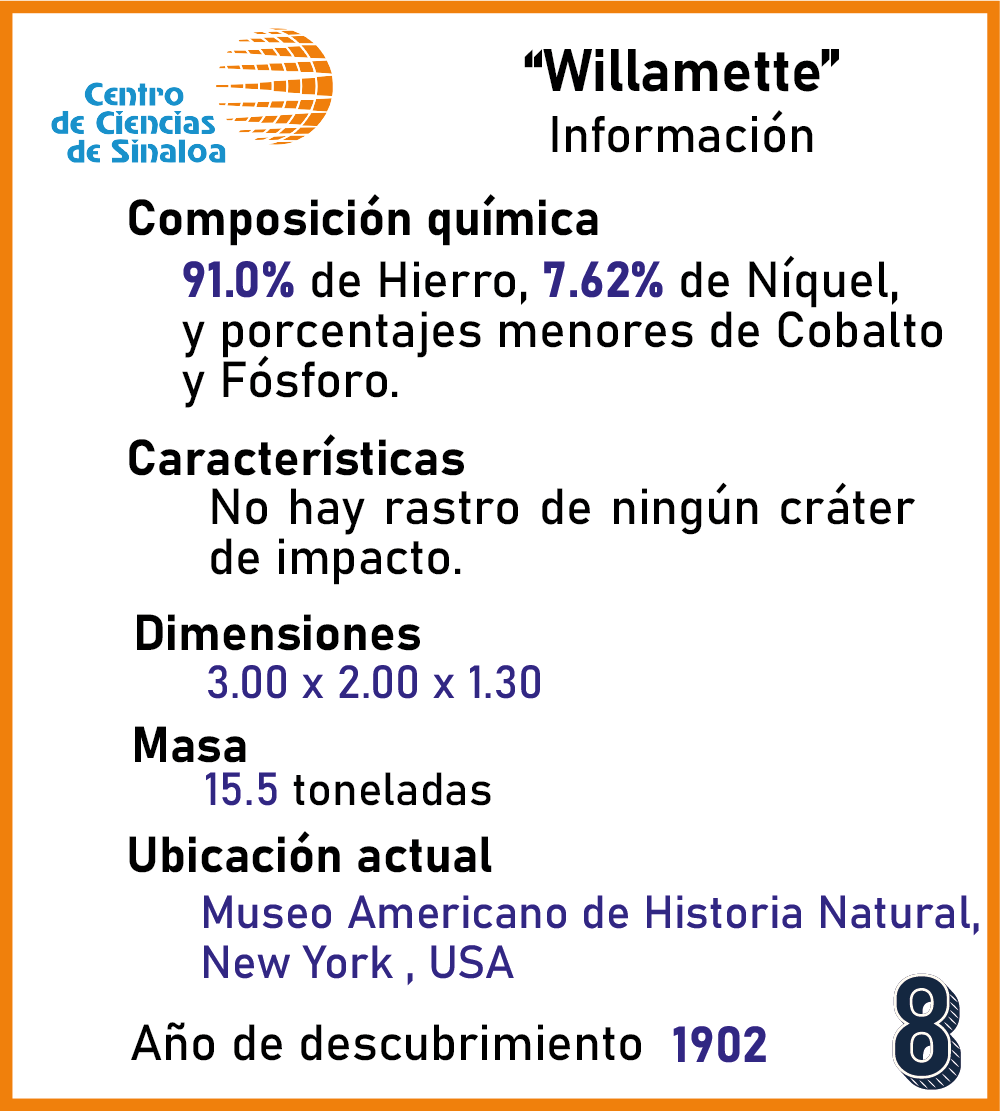 Centro
de Ciencias
de Sinaloa
“Willamette”
Información
Composición química
91.0% de Hierro, 7.62% de Níquel,
y porcentajes menores de Cobalto
y Fósforo.
Características
No hay rastro de ningún cráter
de impacto.
Dimensiones
3.00 x 2.00 x 1.30
Masa
15.5 toneladas
Ubicación actual
Museo Americano de Historia Natural,
New York , USA
Año de descubrimiento 1902
8